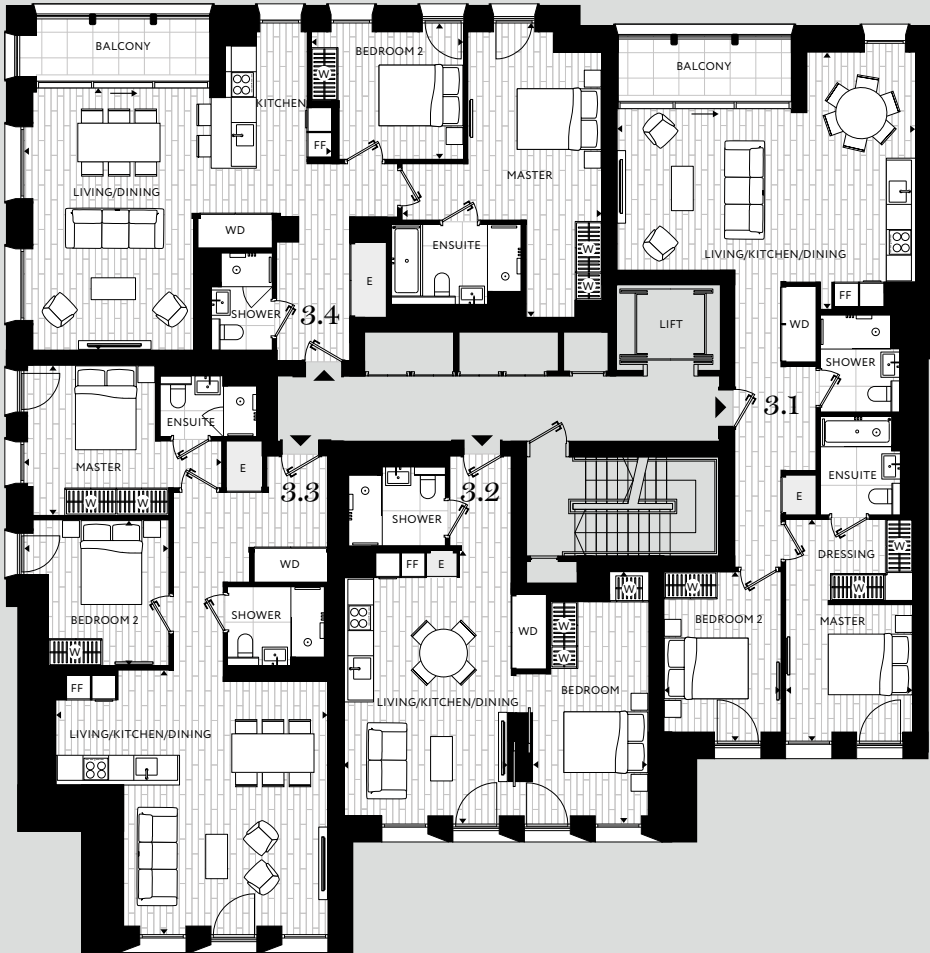 BALCONY
BEDROOM 2
BALCONY
W
KITCHEN
FF
MASTER
LIVING/DINING
WD
ENSUITE
W
LIVING/KITCHEN/DINING
E
W
FF
SHOWER
3.4
LIFT
WD
SHOWER
3.1
ENSUITE
MASTER
E
3.3
3.2
ENSUITE
W
W
SHOWER
E
DRESSING
W
WD
FF
E
W
W
W
BEDROOM 2
SHOWER
WD
W
BEDROOM 2
MASTER
W
W
FF
BEDROOM
LIVING/KITCHEN/DINING
LIVING/KITCHEN/DINING